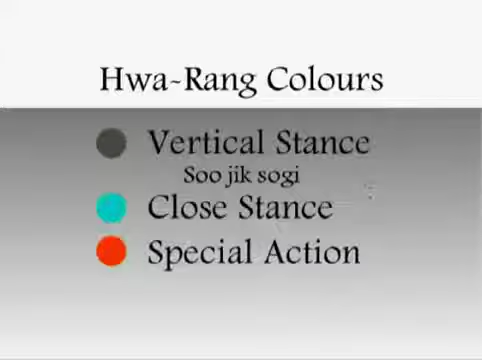 Hwa-Rang Colours
Vertical Stance
Soo jik sogi
Close Stance
Special Action